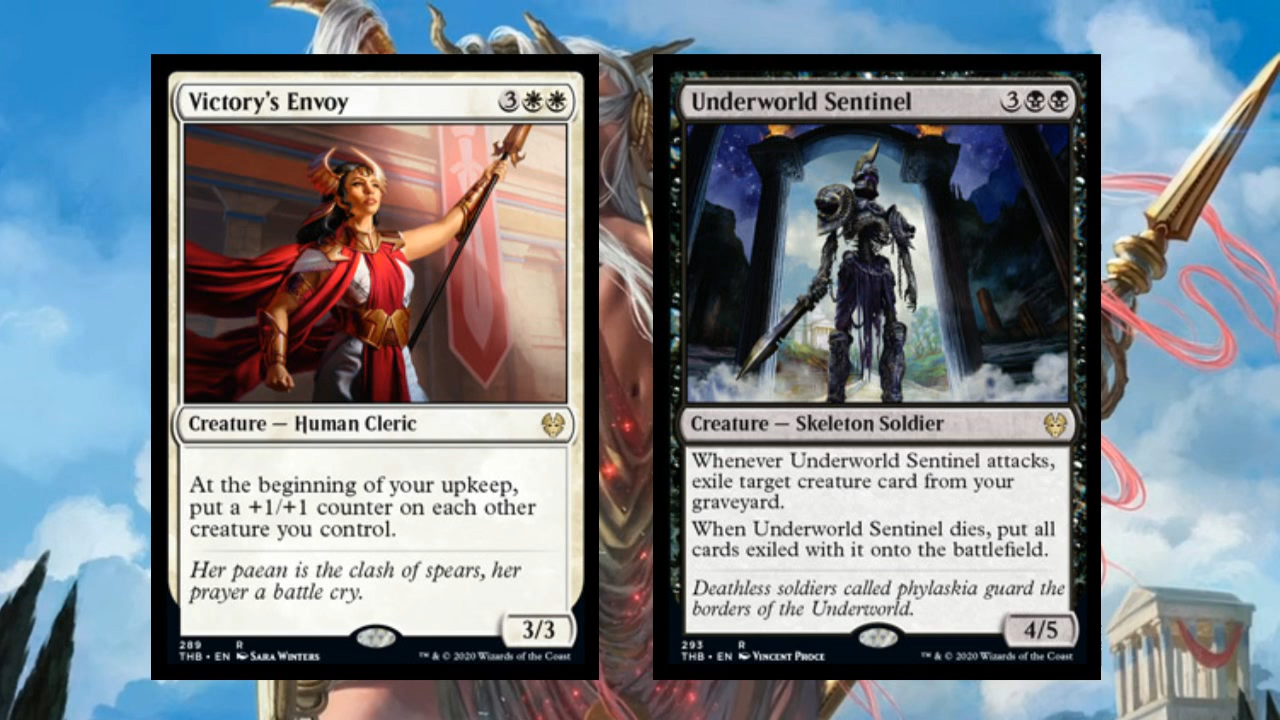 Victory's Envoy 3
Creature — Human Cleric
At the beginning of your upkeep,
put a +1/+1 counter on each other
creature you control.
Her paean is the clash of spears, her
prayer a battle cry.
3/3
289 R
THB • EN Sara Winters
™ & © 2020 Wizards of the Coast
Underworld Sentinel 3
Creature — Skeleton Soldier
Whenever Underworld Sentinel attacks,
exile target creature card from your
graveyard.
When Underworld Sentinel dies, put all
cards exiled with it onto the battlefield.
Deathless soldiers called phylaskia guard the
borders of the Underworld.
4/5
293 R
THB • EN Vincent Proce
™ & © 2020 Wizards of the Coast